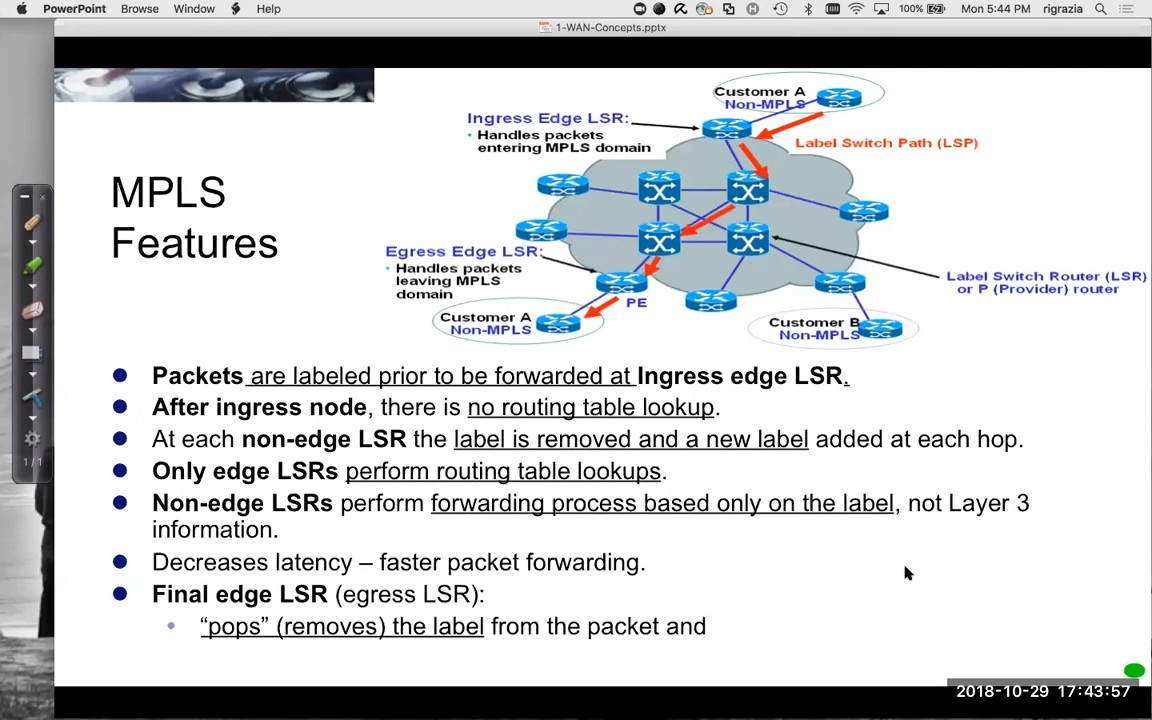 PowerPoint Browse Window Help 100% Mon 5:44 PM rigrazia
1-WAN-Concepts.pptx
Customer A
Non-MPLS
Ingress Edge LSR:
• Handles packets
entering MPLS domain
Label Switch Path (LSP)
MPLS
Features
Egress Edge LSR:
• Handles packets
leaving MPLS
domain
PE
Label Switch Router (LSR)
or P (Provider) router
Customer A
Non-MPLS
Customer B
Non-MPLS
● Packets are labeled prior to be forwarded at Ingress edge LSR.
● After ingress node, there is no routing table lookup.
● At each non-edge LSR the label is removed and a new label added at each hop.
● Only edge LSRs perform routing table lookups.
● Non-edge LSRs perform forwarding process based only on the label, not Layer 3
information.
● Decreases latency – faster packet forwarding.
● Final edge LSR (egress LSR):
• “pops” (removes) the label from the packet and
1/1
2018-10-29 17:43:57